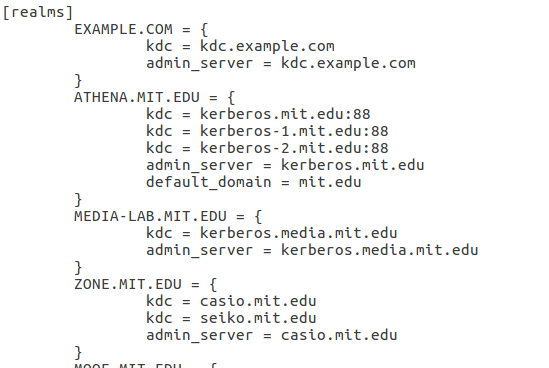 [realms]
EXAMPLE.COM = {
kdc = kdc.example.com
admin_server = kdc.example.com
}
ATHENA.MIT.EDU = {
kdc = kerberos.mit.edu:88
kdc = kerberos-1.mit.edu:88
kdc = kerberos-2.mit.edu:88
admin_server = kerberos.mit.edu
default_domain = mit.edu
}
MEDIA-LAB.MIT.EDU = {
kdc = kerberos.media.mit.edu
admin_server = kerberos.media.mit.edu
}
ZONE.MIT.EDU = {
kdc = casio.mit.edu
kdc = seiko.mit.edu
admin_server = casio.mit.edu
}